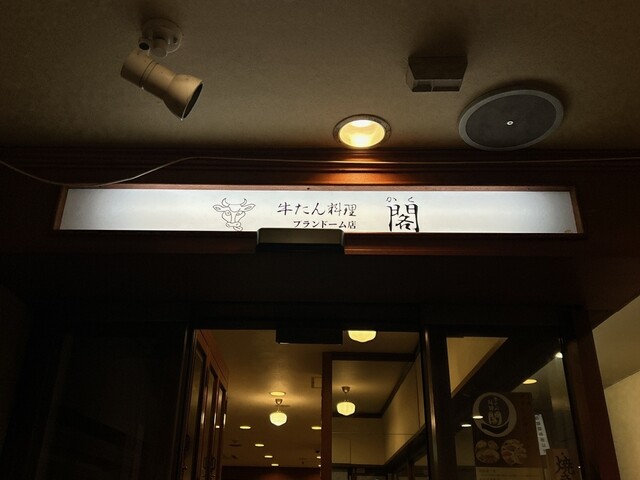 牛たん料理
ブランドーム店
かく
閣